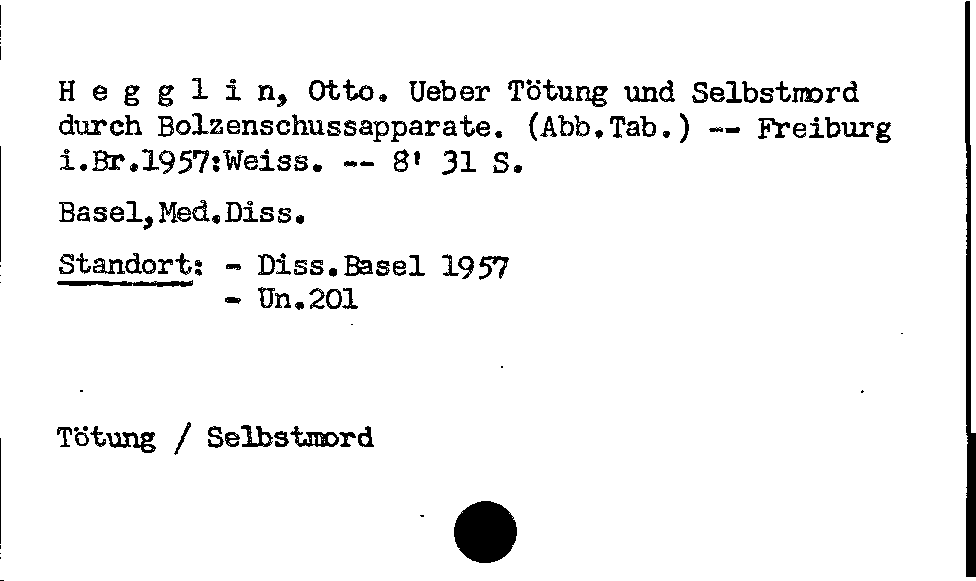 H e g g l i n, Otto. Ueber Tötung und Selbstmord
durch Bolzenschussapparate. (Abb.Tab.) -- Freiburg
i.Br.1957:Weiss. -- 8' 31 S.
Basel,Med.Diss.
Standort: - Diss.Basel 1957
- Un.201
Tötung / Selbstmord